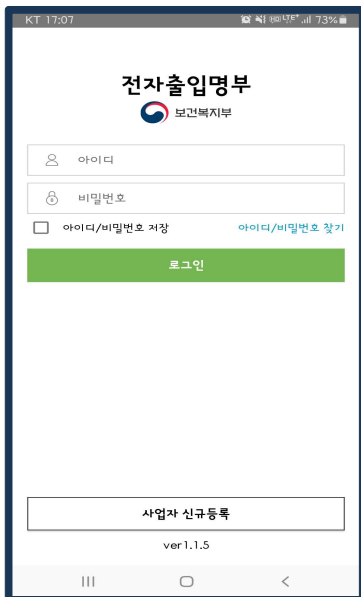 KT 17:07 HD LTE+ 73%
전자출입명부
보건복지부
아이디
비밀번호
아이디/비밀번호 저장 아이디/비밀번호 찾기
로그인
사업자 신규등록
ver1.1.5